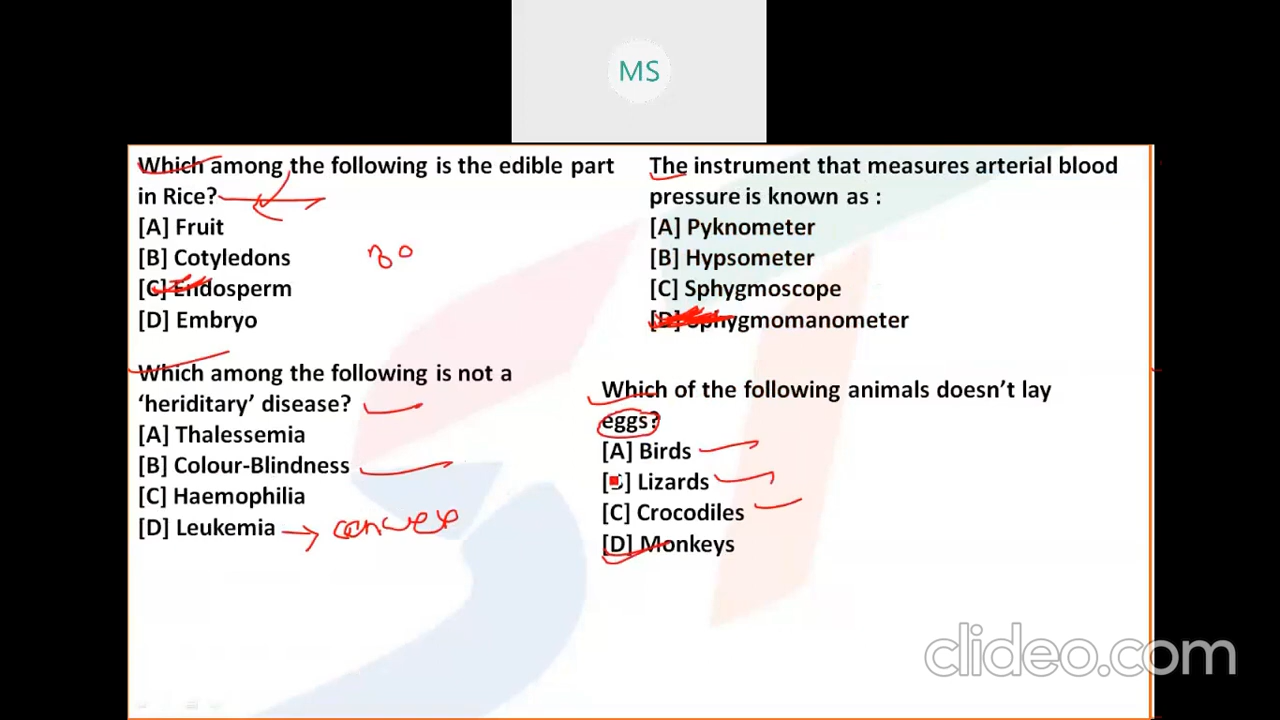 MS
Which among the following is the edible part
in Rice?
[A] Fruit
[B] Cotyledons
[C] Endosperm
[D] Embryo
Which among the following is not a
‘heriditary’ disease?
[A] Thalessemia
[B] Colour-Blindness
[C] Haemophilia
[D] Leukemia
The instrument that measures arterial blood
pressure is known as :
[A] Pyknometer
[B] Hypsometer
[C] Sphygmoscope
[D] Sphygmomanometer
Which of the following animals doesn’t lay
eggs?
[A] Birds
[B] Lizards
[C] Crocodiles
[D] Monkeys
clideo.com